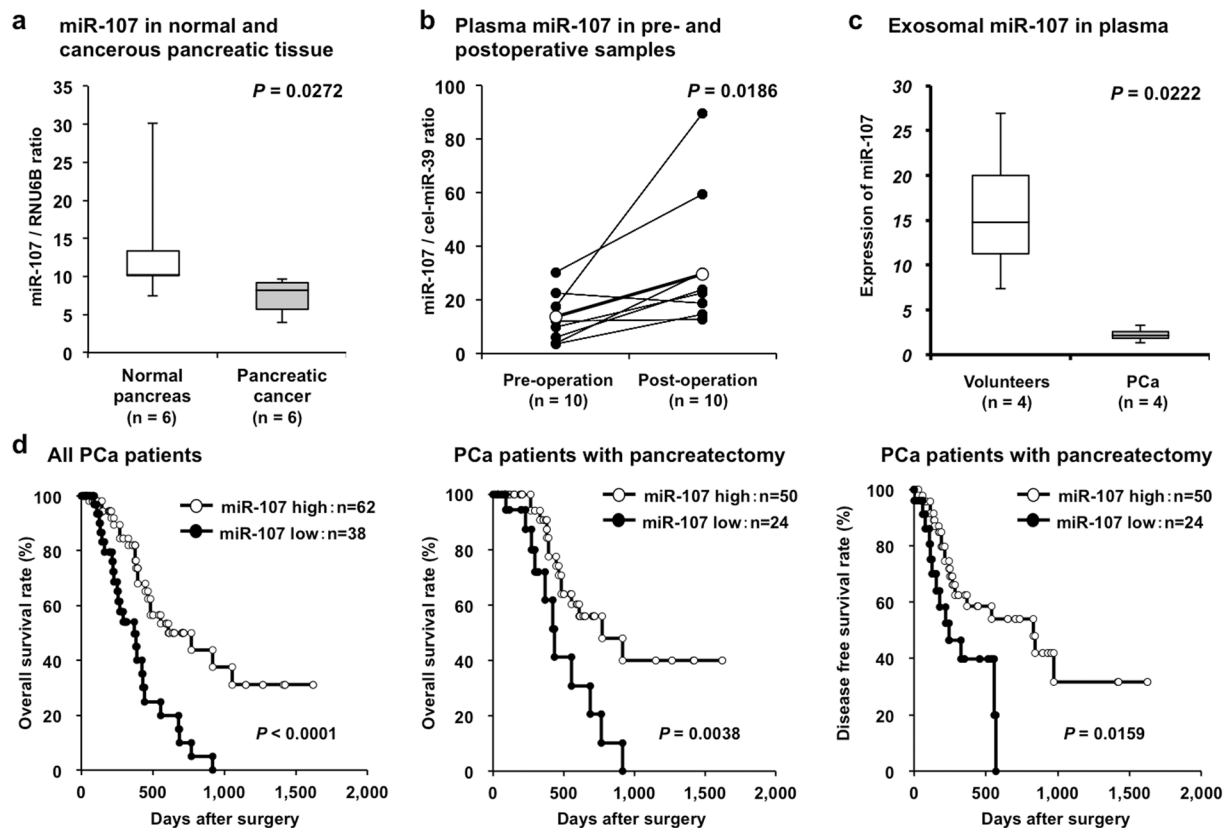 a miR-107 in normal and
cancerous pancreatic tissue
P = 0.0272
miR-107 / RNU6B ratio
35
30
25
20
15
10
5
0
Normal
pancreas
(n = 6)
Pancreatic
cancer
(n = 6)
b Plasma miR-107 in pre- and
postoperative samples
P = 0.0186
miR-107 / cel-miR-39 ratio
100
80
60
40
20
0
Pre-operation
(n = 10)
Post-operation
(n = 10)
c Exosomal miR-107 in plasma
P = 0.0222
Expression of miR-107
30
25
20
15
10
5
0
Volunteers
(n = 4)
PCa
(n = 4)
d All PCa patients
miR-107 high:n=62
miR-107 low:n=38
Overall survival rate (%)
100
80
60
40
20
0
P < 0.0001
0 500 1,000 1,500 2,000
Days after surgery
PCa patients with pancreatectomy
miR-107 high:n=50
miR-107 low:n=24
Overall survival rate (%)
100
80
60
40
20
0
P = 0.0038
0 500 1,000 1,500 2,000
Days after surgery
PCa patients with pancreatectomy
miR-107 high:n=50
miR-107 low:n=24
Disease free survival rate (%)
100
80
60
40
20
0
P = 0.0159
0 500 1,000 1,500 2,000
Days after surgery